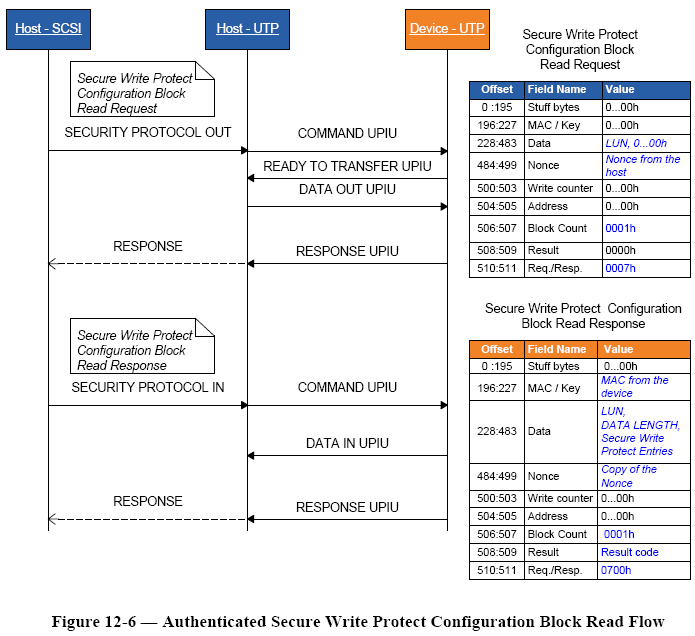 Host - SCSI
Host - UTP
Device - UTP
Secure Write Protect
Configuration Block
Read Request
SECURITY PROTOCOL OUT
COMMAND UPIU
READY TO TRANSFER UPIU
DATA OUT UPIU
RESPONSE
RESPONSE UPIU
Secure Write Protect
Configuration Block
Read Response
SECURITY PROTOCOL IN
COMMAND UPIU
DATA IN UPIU
RESPONSE
RESPONSE UPIU
Secure Write Protect
Configuration Block
Read Request
Offset Field Name Value
0 :195 Stuff bytes 0...00h
196:227 MAC / Key 0...00h
228:483 Data LUN, 0...00h
484:499 Nonce Nonce from the
host
500:503 Write counter 0...00h
504:505 Address 0...00h
506:507 Block Count 0001h
508:509 Result 0000h
510:511 Req./Resp. 0007h
Secure Write Protect Configuration
Block Read Response
Offset Field Name Value
0 :195 Stuff bytes 0...00h
196:227 MAC / Key MAC from the
device
228:483 Data LUN,
DATA LENGTH,
Secure Write
Protect Entries
484:499 Nonce Copy of the
Nonce
500:503 Write counter 0...00h
504:505 Address 0...00h
506:507 Block Count 0001h
508:509 Result Result code
510:511 Req./Resp. 0700h
Figure 12-6 — Authenticated Secure Write Protect Configuration Block Read Flow